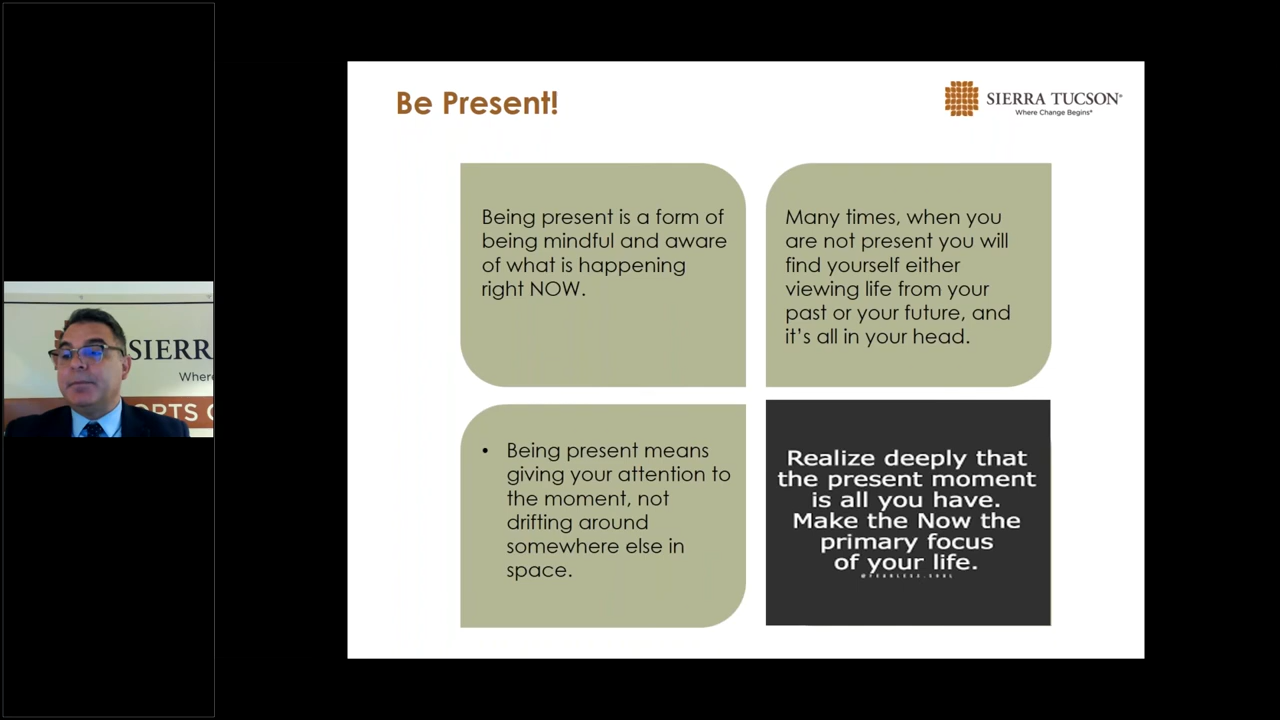 Be Present!
SIERRA TUCSON®
Where Change Begins®
Being present is a form of
being mindful and aware
of what is happening
right NOW.
Many times, when you
are not present you will
find yourself either
viewing life from your
past or your future, and
it’s all in your head.
• Being present means
giving your attention to
the moment, not
drifting around
somewhere else in
space.
Realize deeply that
the present moment
is all you have.
Make the Now the
primary focus
of your life.
@FEARLESS.SOUL
SIERR
Where
ORTS